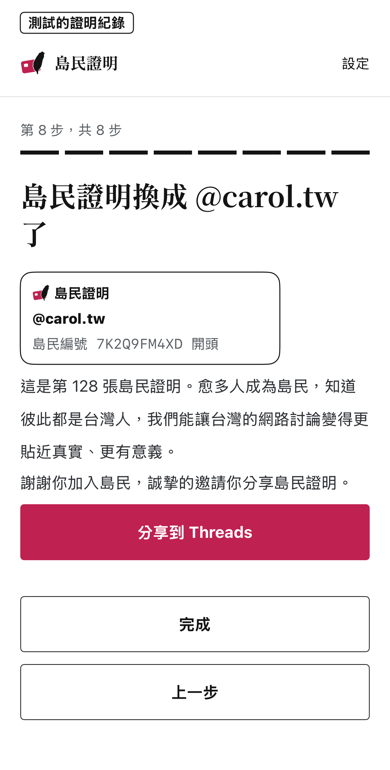 測試的證明紀錄
島民證明
設定
第 8 步，共 8 步
島民證明換成 @carol.tw
了
島民證明
@carol.tw
島民編號 7K2Q9FM4XD 開頭
這是第 128 張島民證明。愈多人成為島民，知道
彼此都是台灣人，我們能讓台灣的網路討論變得更
貼近真實、更有意義。
謝謝你加入島民，誠摯的邀請你分享島民證明。
分享到 Threads
完成
上一步